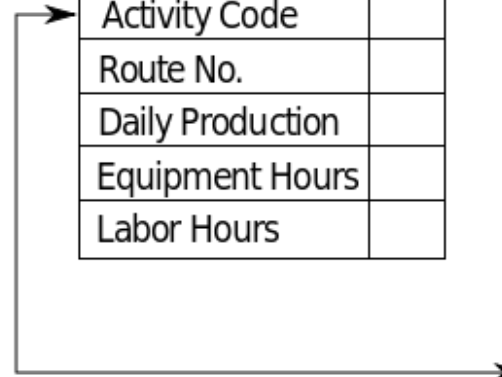 Activity Code
Route No.
Daily Production
Equipment Hours
Labor Hours